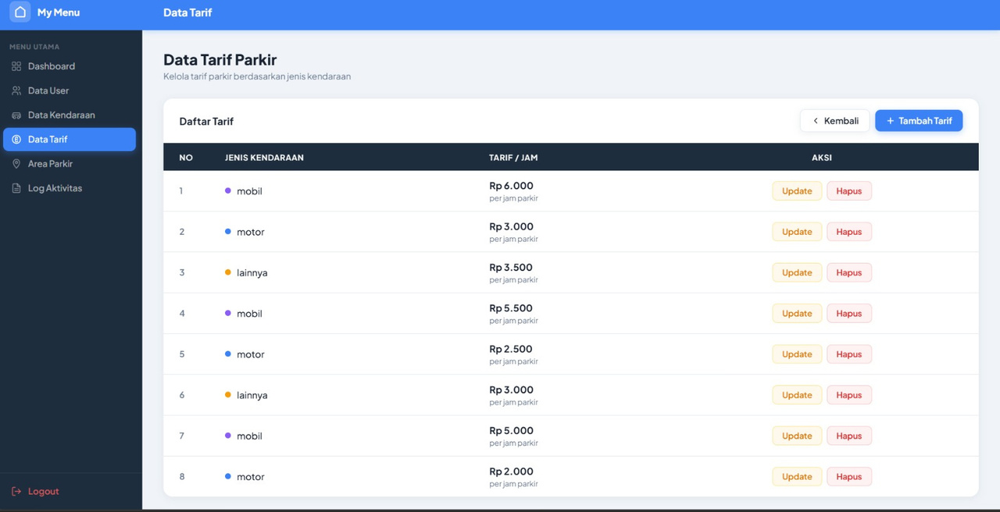 My Menu
Data Tarif
MENU UTAMA
Dashboard
Data User
Data Kendaraan
Data Tarif
Area Parkir
Log Aktivitas
Logout
Data Tarif Parkir
Kelola tarif parkir berdasarkan jenis kendaraan
Daftar Tarif
Kembali
+ Tambah Tarif
NO JENIS KENDARAAN TARIF / JAM AKSI
1 mobil Rp 6.000 Update Hapus
per jam parkir
2 motor Rp 3.000 Update Hapus
per jam parkir
3 lainnya Rp 3.500 Update Hapus
per jam parkir
4 mobil Rp 5.500 Update Hapus
per jam parkir
5 motor Rp 2.500 Update Hapus
per jam parkir
6 lainnya Rp 3.000 Update Hapus
per jam parkir
7 mobil Rp 5.000 Update Hapus
per jam parkir
8 motor Rp 2.000 Update Hapus
per jam parkir